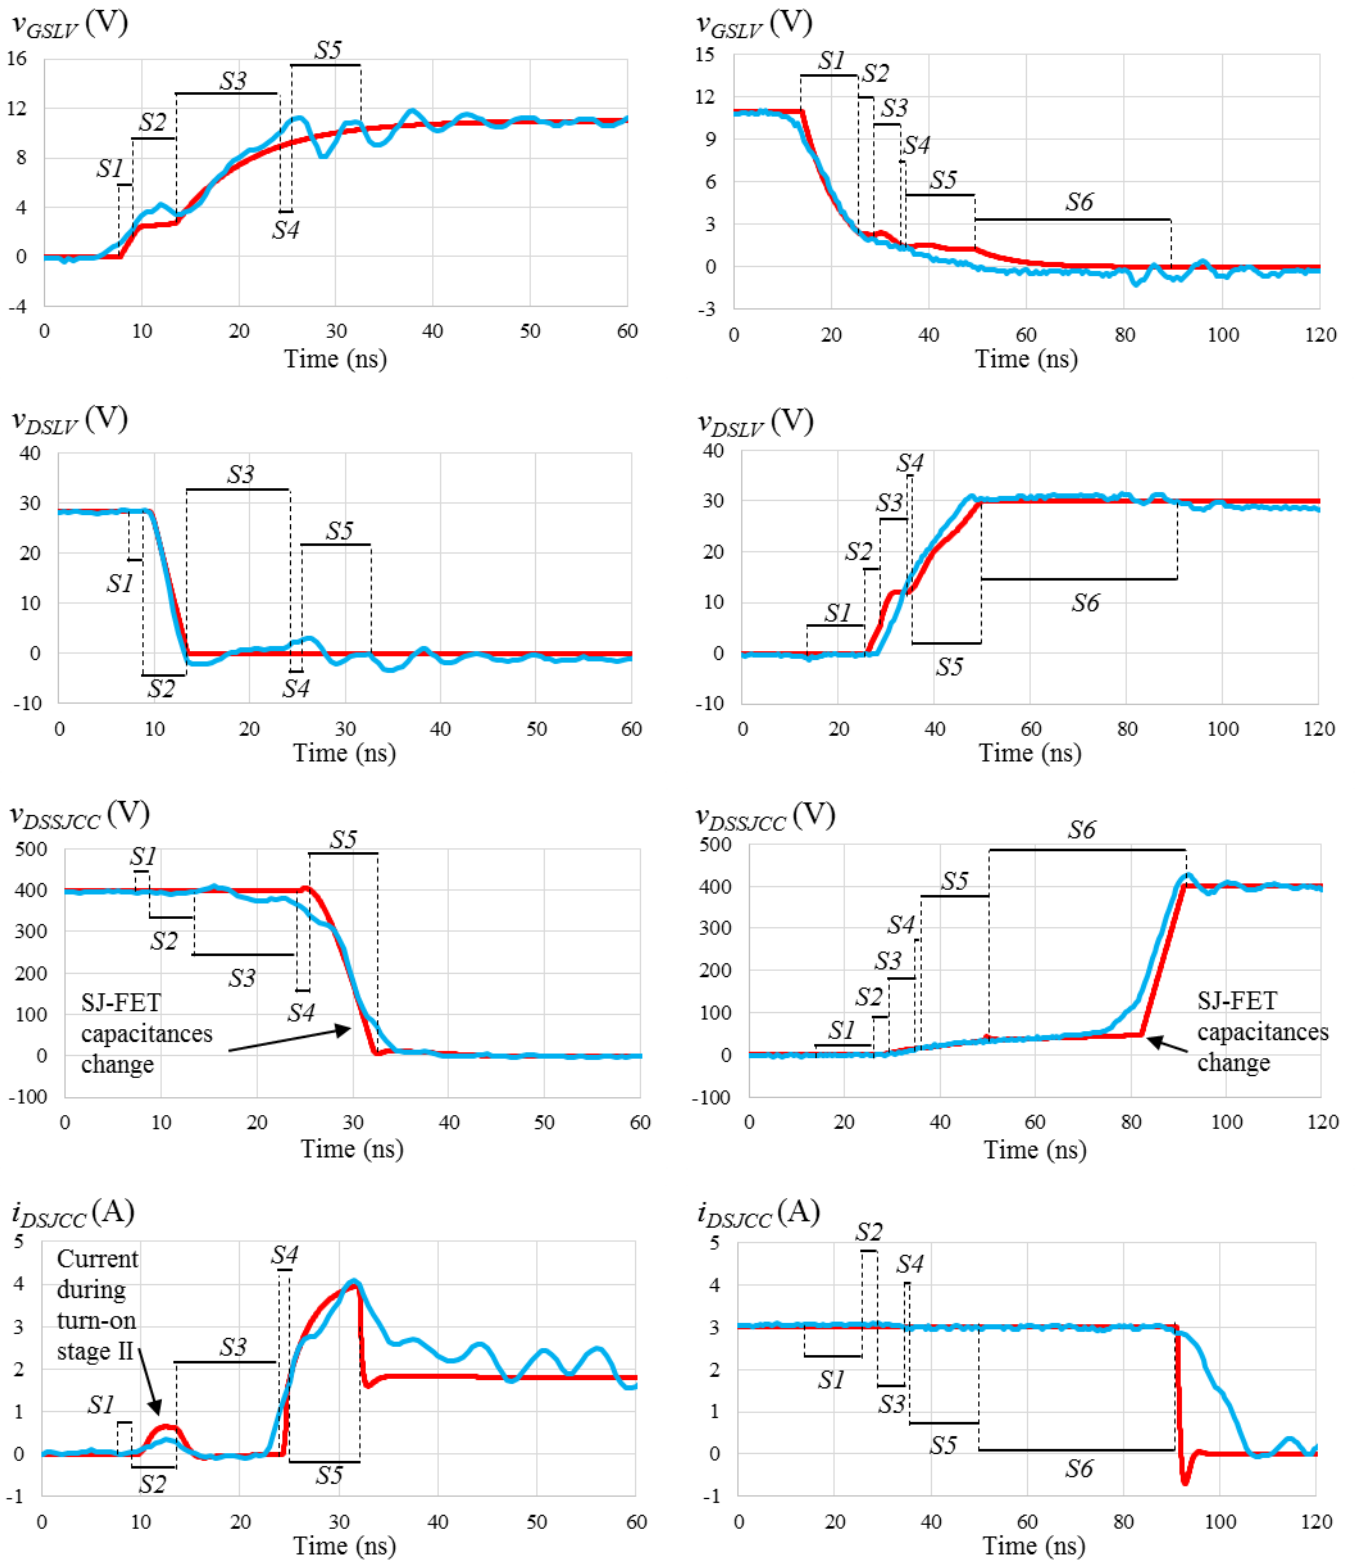 v_GSLV (V)
16
12
8
4
0
-4
S1
S2
S3
S4
S5
0 10 20 30 40 50 60
Time (ns)
v_GSLV (V)
15
12
9
6
3
0
-3
S1
S2
S3
S4
S5
S6
0 20 40 60 80 100 120
Time (ns)
v_DSLV (V)
40
30
20
10
0
-10
S1
S2
S3
S4
S5
0 10 20 30 40 50 60
Time (ns)
v_DSLV (V)
40
30
20
10
0
-10
S1
S2
S3
S4
S5
S6
0 20 40 60 80 100 120
Time (ns)
v_DSSJCC (V)
500
400
300
200
100
0
-100
S1
S2
S3
S4
S5
SJ-FET
capacitances
change
0 10 20 30 40 50 60
Time (ns)
v_DSSJCC (V)
500
400
300
200
100
0
-100
S1
S2
S3
S4
S5
S6
SJ-FET
capacitances
change
0 20 40 60 80 100 120
Time (ns)
i_DSJCC (A)
5
4
3
2
1
0
-1
Current
during
turn-on
stage II
S1
S2
S3
S4
S5
0 10 20 30 40 50 60
Time (ns)
i_DSJCC (A)
5
4
3
2
1
0
-1
S1
S2
S3
S4
S5
S6
0 20 40 60 80 100 120
Time (ns)